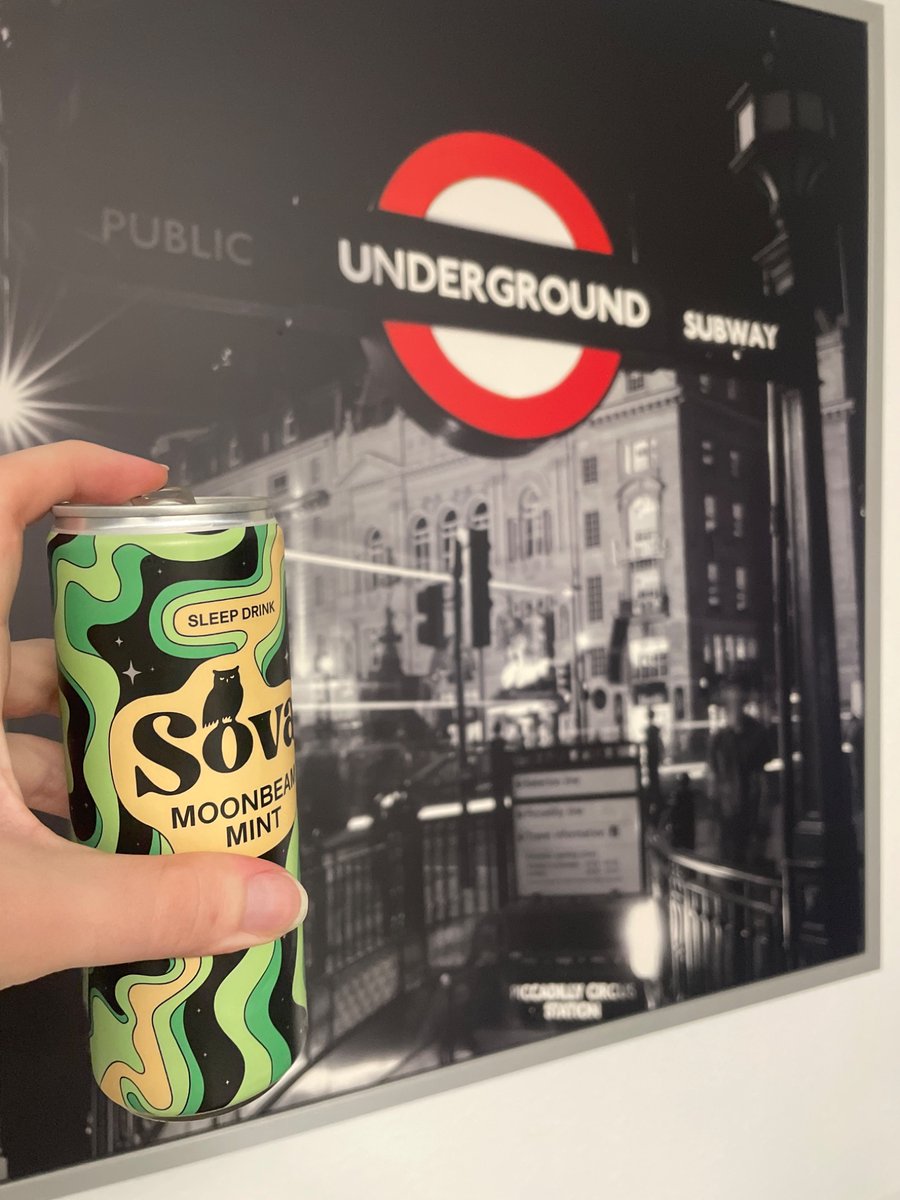 PUBLIC
UNDERGROUND
SUBWAY
SLEEP DRINK
Sova
MOONBEAM
MINT
PICCADILLY CIRCUS
STATION